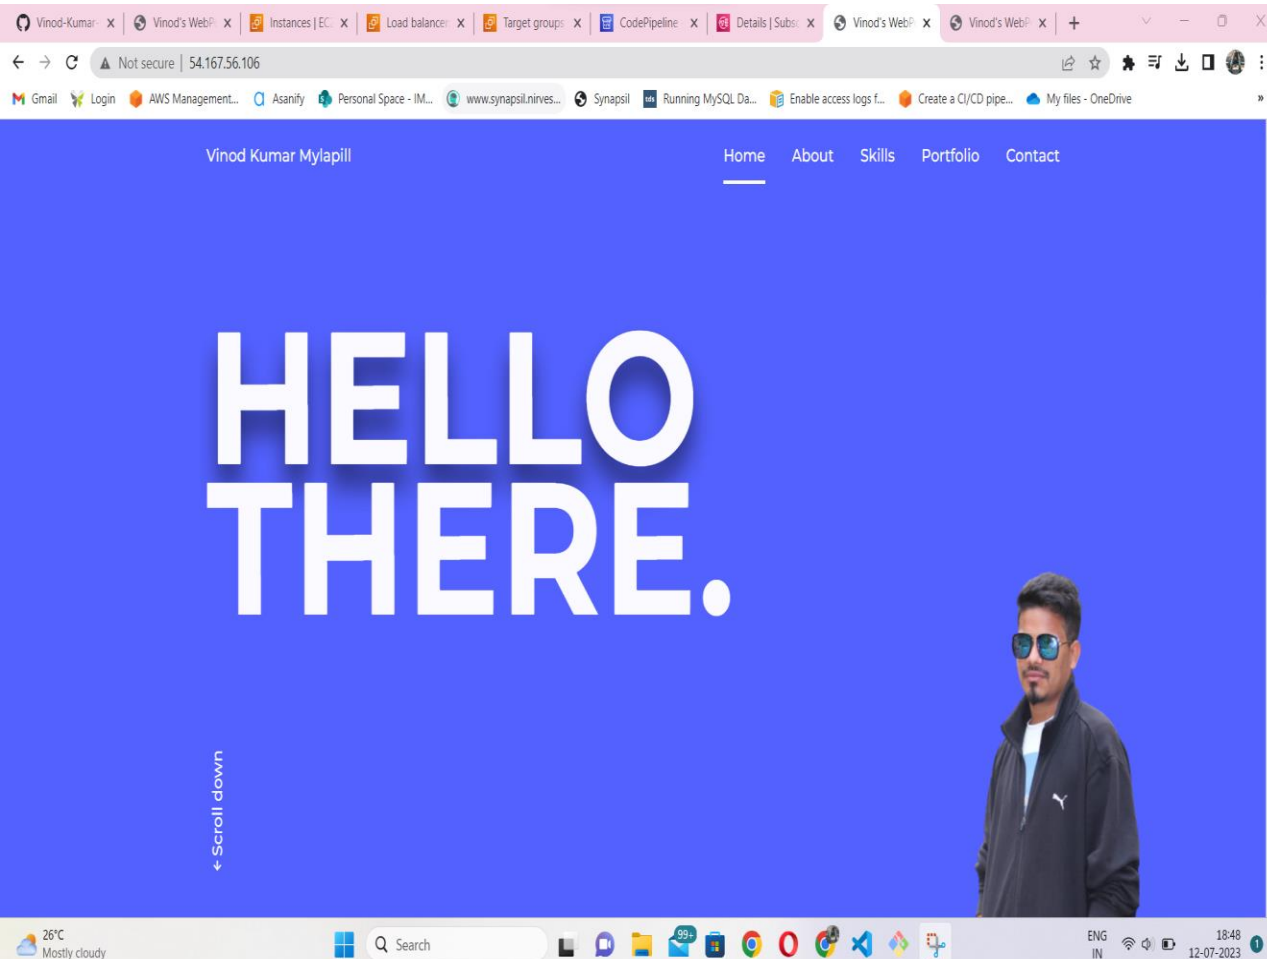 Vinod-Kumar-
Vinod's WebP
Instances | EC
Load balancer
Target groups
CodePipeline
Details | Subsc
Vinod's WebP
Vinod's WebP
Not secure | 54.167.56.106
Gmail
Login
AWS Management...
Asanify
Personal Space - IM...
www.synapsil.nirves...
Synapsil
tds
Running MySQL Da...
Enable access logs f...
Create a CI/CD pipe...
My files - OneDrive
»
Vinod Kumar Mylapill
Home About Skills Portfolio Contact
HELLO
THERE.
← Scroll down
26°C
Mostly cloudy
Search
99+
ENG
IN
18:48
12-07-2023
1